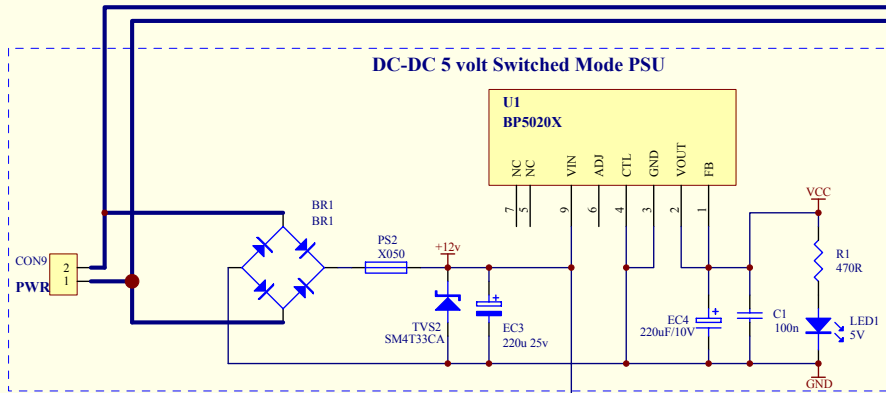 DC-DC 5 volt Switched Mode PSU
U1
BP5020X
NC
NC
VIN
ADJ
CTL
GND
VOUT
FB
7
5
9
6
4
3
2
1
VCC
BR1
BR1
CON9
2
1
PWR
PS2
X050
+12v
R1
470R
TVS2
SM4T33CA
+
EC3
220u 25v
+
EC4
220uF/10V
C1
100n
LED1
5V
GND